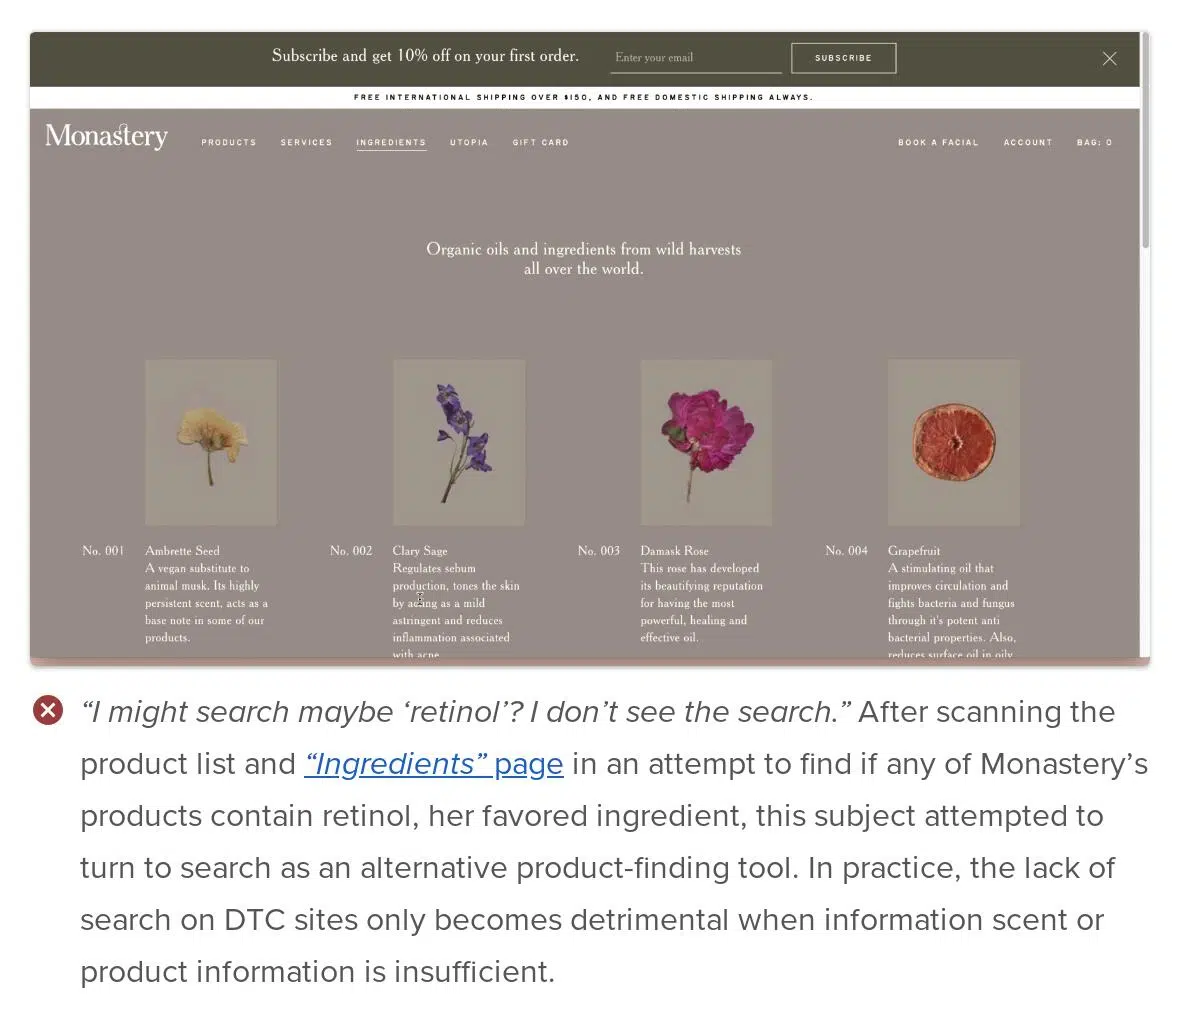 Subscribe and get 10% off on your first order.
Enter your email
SUBSCRIBE
FREE INTERNATIONAL SHIPPING OVER $150, AND FREE DOMESTIC SHIPPING ALWAYS.
Monastery
PRODUCTS
SERVICES
INGREDIENTS
UTOPIA
GIFT CARD
BOOK A FACIAL
ACCOUNT
BAG: 0
Organic oils and ingredients from wild harvests
all over the world.
No. 001
Ambrette Seed
A vegan substitute to
animal musk. Its highly
persistent scent, acts as a
base note in some of our
products.
No. 002
Clary Sage
Regulates sebum
production, tones the skin
by acting as a mild
astringent and reduces
inflammation associated
with acne
No. 003
Damask Rose
This rose has developed
its beautifying reputation
for having the most
powerful, healing and
effective oil.
No. 004
Grapefruit
A stimulating oil that
improves circulation and
fights bacteria and fungus
through it's potent anti
bacterial properties. Also,
reduces surface oil in oily
“I might search maybe ‘retinol’? I don’t see the search.” After scanning the
product list and “Ingredients” page in an attempt to find if any of Monastery’s
products contain retinol, her favored ingredient, this subject attempted to
turn to search as an alternative product-finding tool. In practice, the lack of
search on DTC sites only becomes detrimental when information scent or
product information is insufficient.